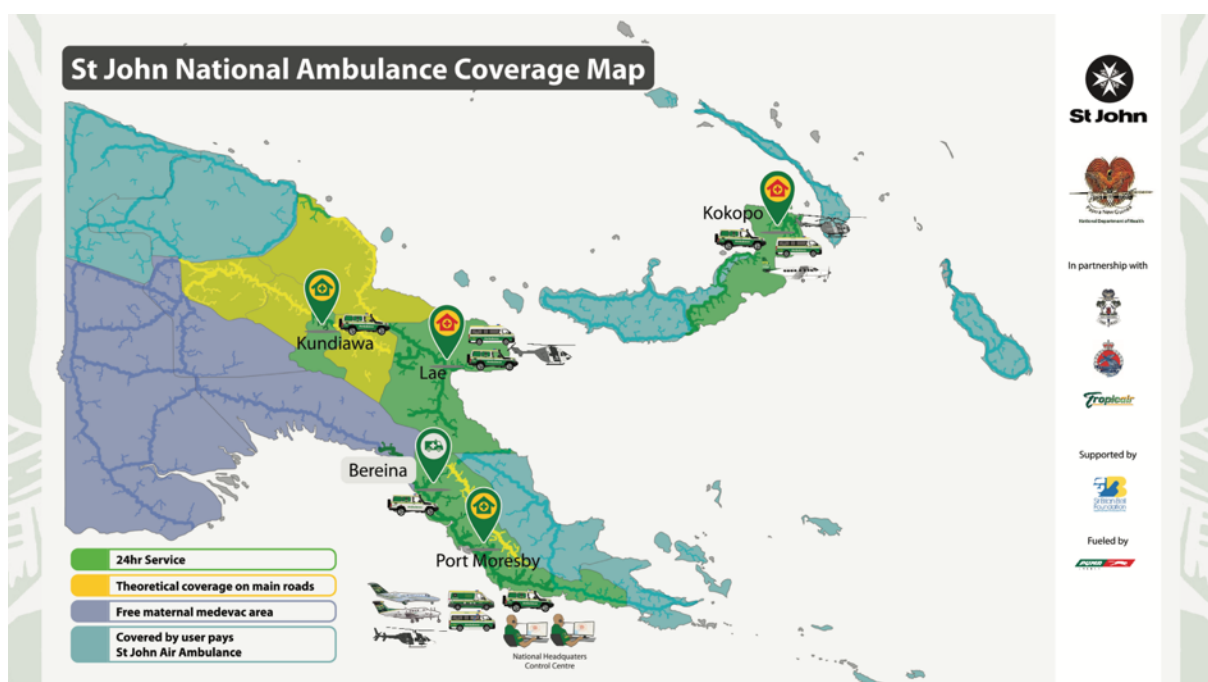 St John National Ambulance Coverage Map
St John
National Department of Health
In partnership with
Tropicair
Supported by
Foundation
Fueled by
Kokopo
Kundiawa
Lae
Bereina
Port Moresby
24hr Service
Theoretical coverage on main roads
Free maternal medevac area
Covered by user pays
St John Air Ambulance
National Headquaters
Control Centre